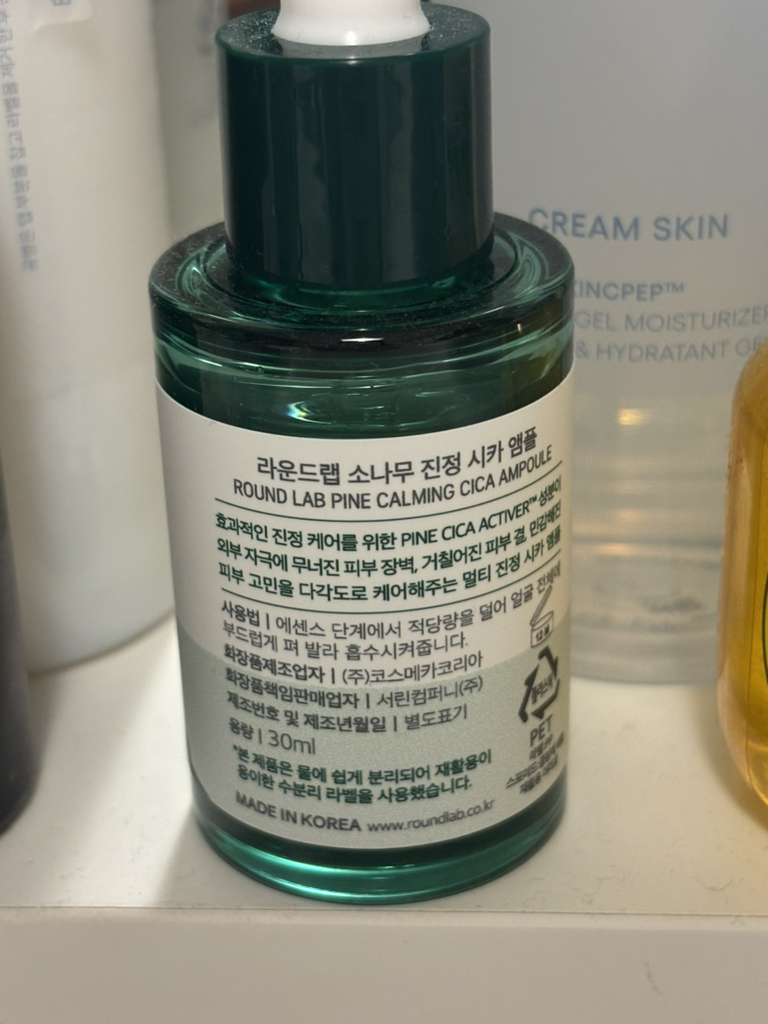 CREAM SKIN
GEL MOISTURIZER
& HYDRATANT
라운드랩 소나무 진정 시카 앰플
ROUND LAB PINE CALMING CICA AMPOULE
효과적인 진정 케어를 위한 PINE CICA ACTIVER™ 성분이
외부 자극에 무너진 피부 장벽, 거칠어진 피부 결, 민감해진
피부 고민을 다각도로 케어해주는 멀티 진정 시카 앰플
사용법 | 에센스 단계에서 적당량을 덜어 얼굴 전체에
부드럽게 펴 발라 흡수시켜줍니다.
화장품제조업자 | (주)코스메카코리아
화장품책임판매업자 | 서린컴퍼니(주)
제조번호 및 제조년월일 | 별도표기
용량 | 30ml
12 M
PET
*본 제품은 물에 쉽게 분리되어 재활용이
용이한 수분리 라벨을 사용했습니다.
MADE IN KOREA www.roundlab.co.kr